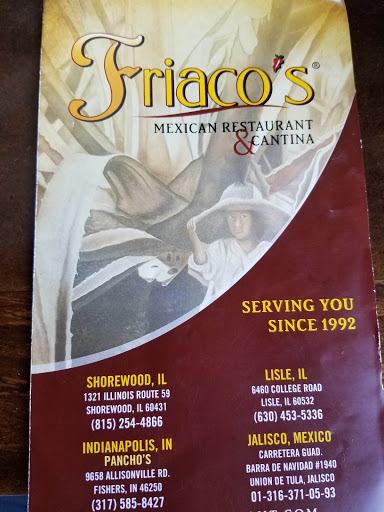 Friaco's®
MEXICAN RESTAURANT
& CANTINA
SERVING YOU
SINCE 1992
SHOREWOOD, IL
1321 ILLINOIS ROUTE 59
SHOREWOOD, IL 60431
(815) 254-4866
LISLE, IL
6460 COLLEGE ROAD
LISLE, IL 60532
(630) 453-5336
INDIANAPOLIS, IN
PANCHO'S
9658 ALLISONVILLE RD.
FISHERS, IN 46250
(317) 585-8427
JALISCO, MEXICO
CARRETERA GUAD.
BARRA DE NAVIDAD #1940
UNION DE TULA, JALISCO
01-316-371-05-93